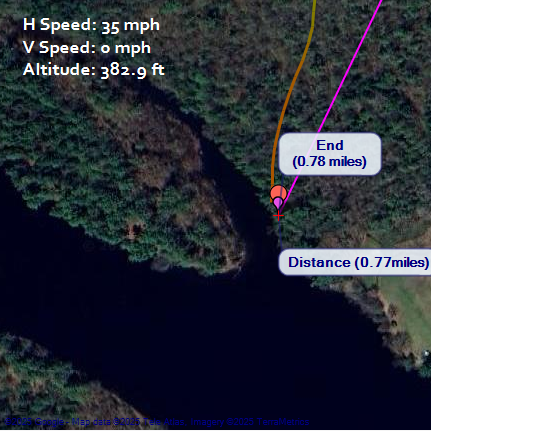 H Speed: 35 mph
V Speed: 0 mph
Altitude: 382.9 ft
End
(0.78 miles)
Distance (0.77miles)